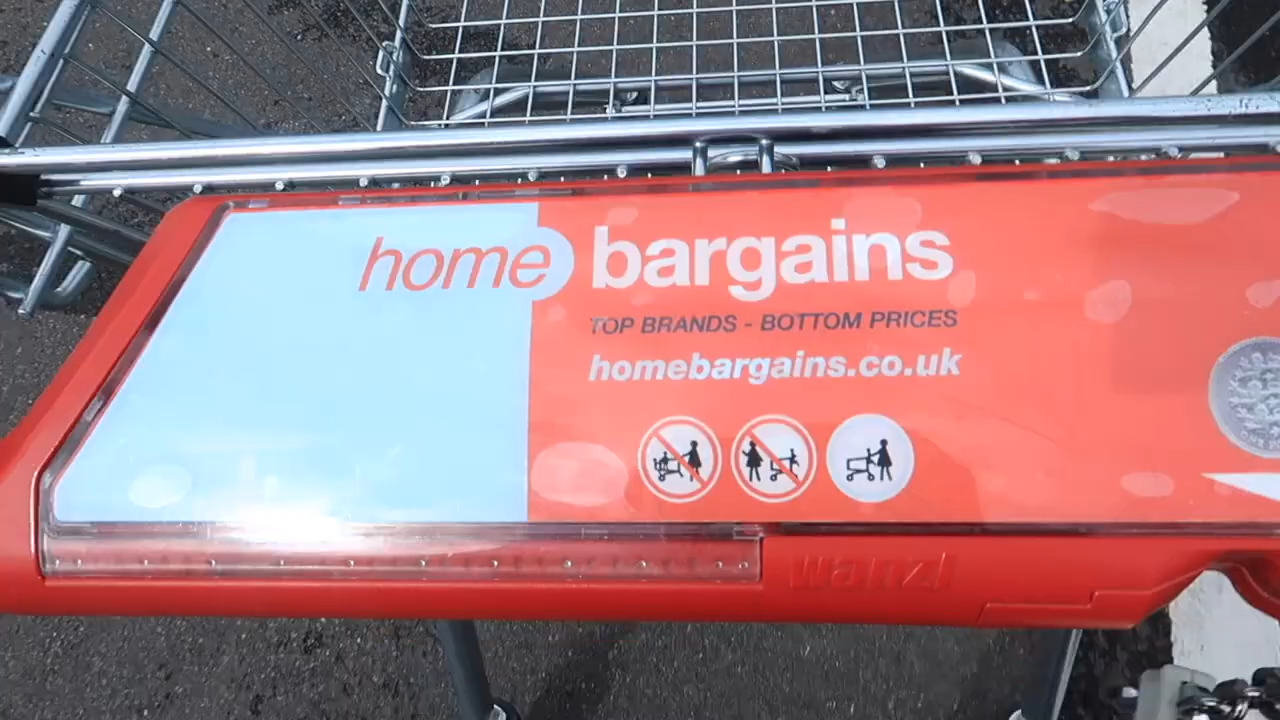 home bargains
TOP BRANDS - BOTTOM PRICES
homebargains.co.uk
wanzl